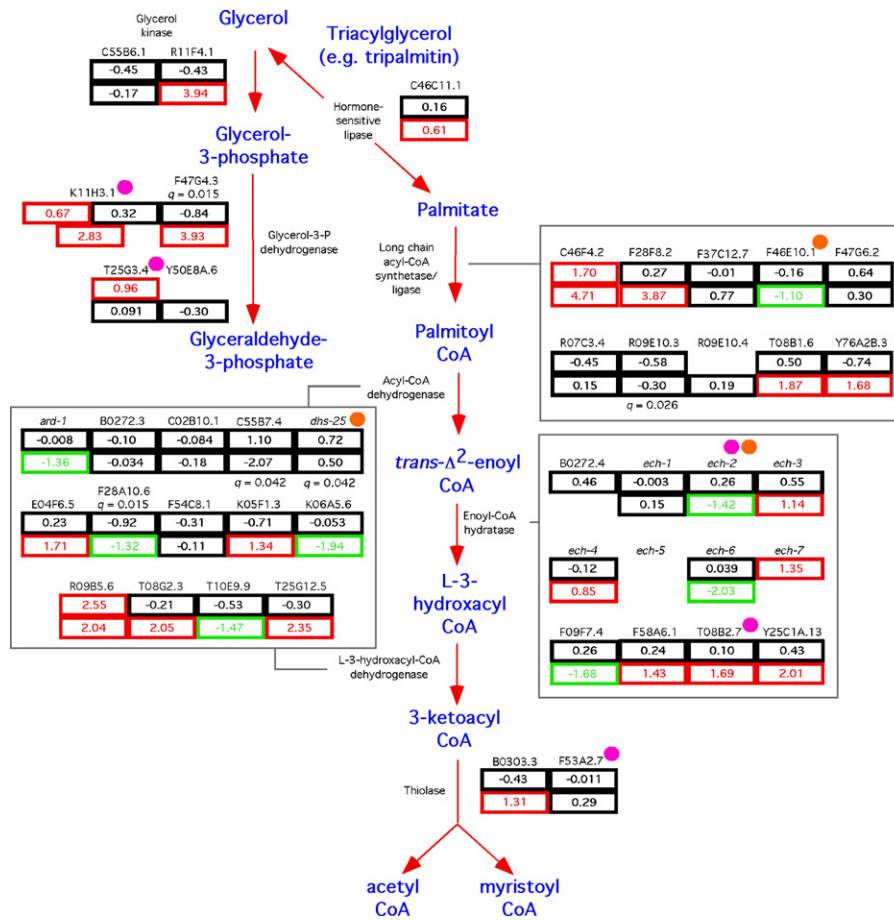 Glycerol
Glycerol
kinase
C55B6.1 R11F4.1
-0.45 -0.43
-0.17 3.94
Triacylglycerol
(e.g. tripalmitin)
C46C11.1
0.16
0.61
Hormone-
sensitive
lipase
Glycerol-
3-phosphate
K11H3.1
F47G4.3
q = 0.015
0.67 0.32 -0.84
2.83 3.93
Glycerol-3-P
dehydrogenase
T25G3.4 Y50E8A.6
0.96
0.091 -0.30
Glyceraldehyde-
3-phosphate
Palmitate
Long chain
acyl-CoA
synthetase/
ligase
C46F4.2 F28F8.2 F37C12.7 F46E10.1 F47G6.2
1.70 0.27 -0.01 -0.16 0.64
4.71 3.87 0.77 -1.10 0.30
R07C3.4 R09E10.3 R09E10.4 T08B1.6 Y76A2B.3
-0.45 -0.58 0.50 -0.74
0.15 -0.30 0.19 1.87 1.68
q = 0.026
Palmitoyl
CoA
Acyl-CoA
dehydrogenase
ard-1 B0272.3 C02B10.1 C55B7.4 dhs-25
-0.008 -0.10 -0.084 1.10 0.72
-1.36 -0.034 -0.18 -2.07 0.50
q = 0.042 q = 0.042
E04F6.5 F28A10.6 F54C8.1 K05F1.3 K06A5.6
q = 0.015
0.23 -0.92 -0.31 -0.71 -0.053
1.71 -1.32 -0.11 1.34 -1.94
R09B5.6 T08G2.3 T10E9.9 T25G12.5
2.55 -0.21 -0.53 -0.30
2.04 2.05 -1.47 2.35
trans-Δ2-enoyl
CoA
Enoyl-CoA
hydratase
B0272.4 ech-1 ech-2 ech-3
0.46 -0.003 0.26 0.55
0.15 -1.42 1.14
ech-4 ech-5 ech-6 ech-7
-0.12 0.039 1.35
0.85 -2.03
F09F7.4 F58A6.1 T08B2.7 Y25C1A.13
0.26 0.24 0.10 0.43
-1.68 1.43 1.69 2.01
L-3-
hydroxacyl
CoA
L-3-hydroxacyl-CoA
dehydrogenase
3-ketoacyl
CoA
Thiolase
B0303.3 F53A2.7
-0.43 -0.011
1.31 0.29
acetyl
CoA
myristoyl
CoA